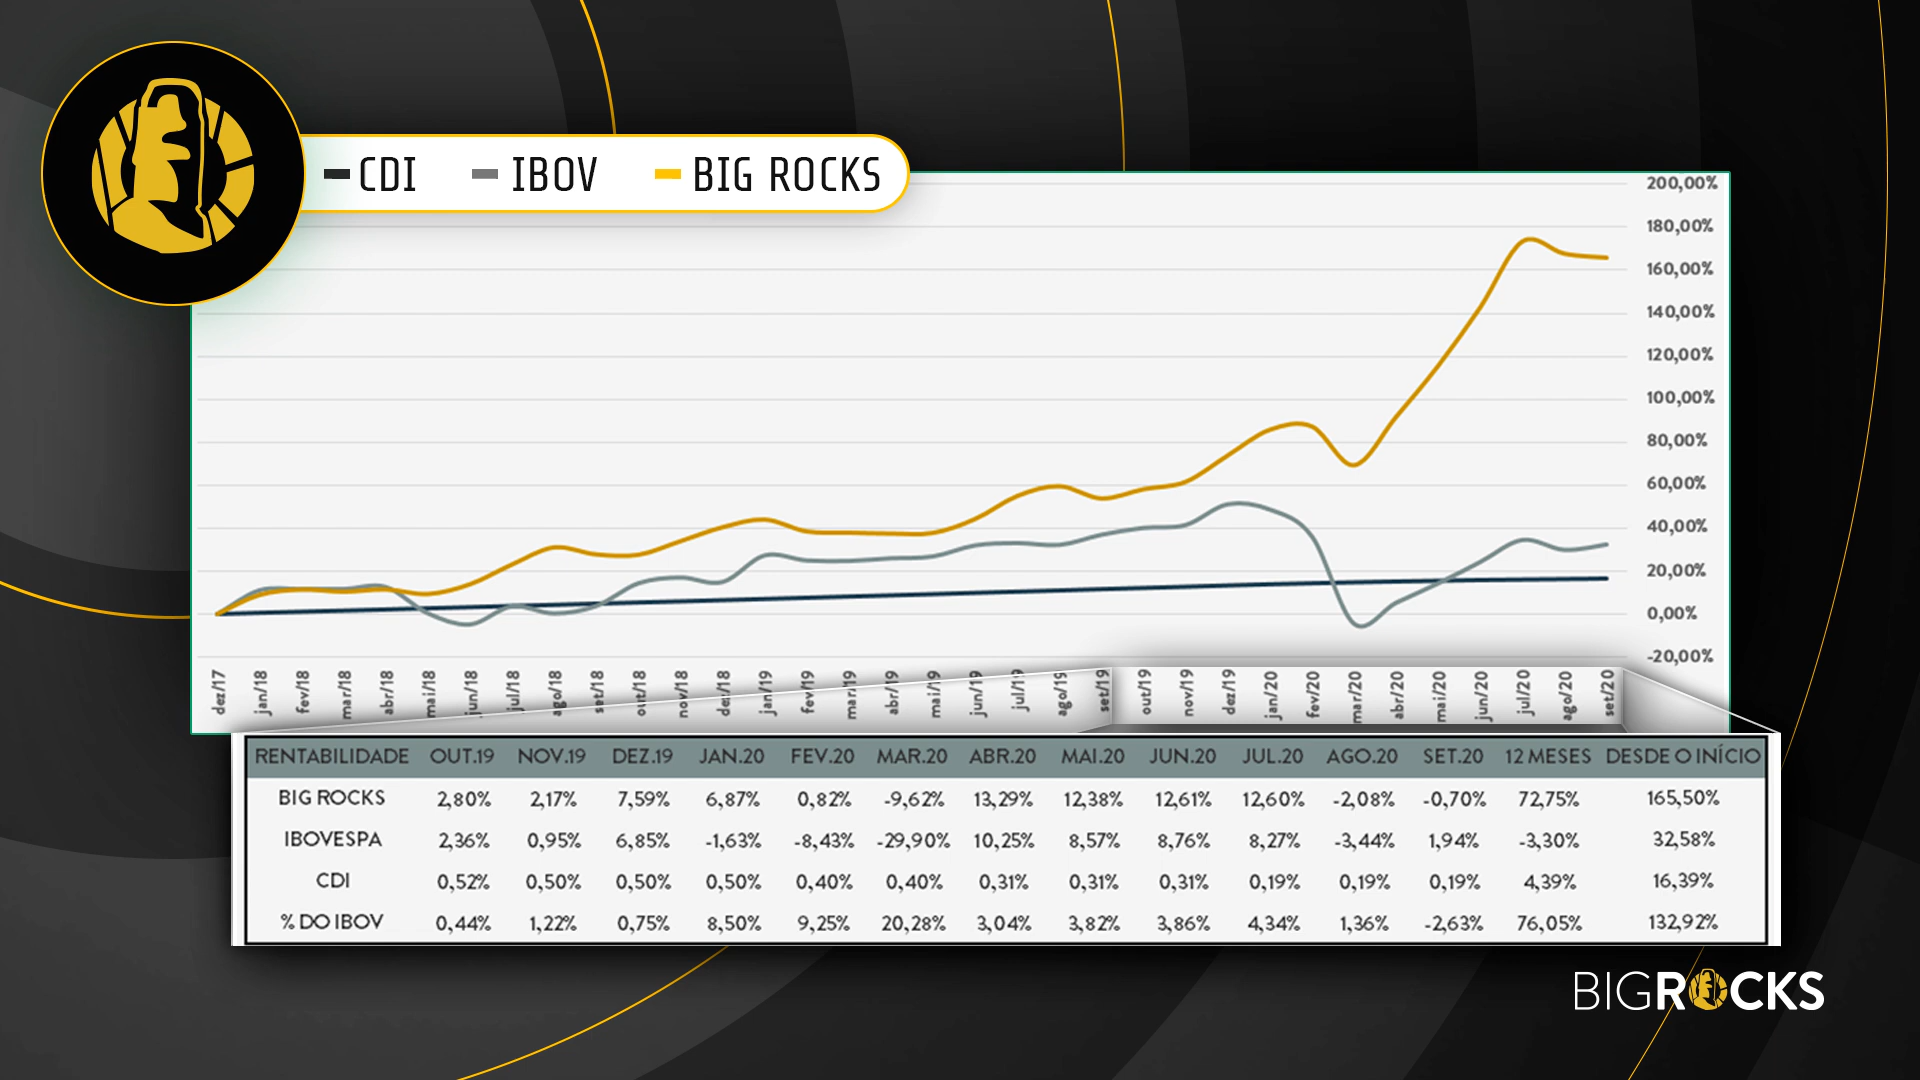 CDI IBOV BIG ROCKS
200,00%
180,00%
160,00%
140,00%
120,00%
100,00%
80,00%
60,00%
40,00%
20,00%
0,00%
-20,00%
dez/17 jan/18 fev/18 mar/18 abr/18 mai/18 jun/18 jul/18 ago/18 set/18 out/18 nov/18 dez/18 jan/19 fev/19 mar/19 abr/19 mai/19 jun/19 jul/19 ago/19 set/19 out/19 nov/19 dez/19 jan/20 fev/20 mar/20 abr/20 mai/20 jun/20 jul/20 ago/20 set/20
RENTABILIDADE OUT.19 NOV.19 DEZ.19 JAN.20 FEV.20 MAR.20 ABR.20 MAI.20 JUN.20 JUL.20 AGO.20 SET.20 12 MESES DESDE O INÍCIO
BIG ROCKS 2,80% 2,17% 7,59% 6,87% 0,82% -9,62% 13,29% 12,38% 12,61% 12,60% -2,08% -0,70% 72,75% 165,50%
IBOVESPA 2,36% 0,95% 6,85% -1,63% -8,43% -29,90% 10,25% 8,57% 8,76% 8,27% -3,44% 1,94% -3,30% 32,58%
CDI 0,52% 0,50% 0,50% 0,50% 0,40% 0,40% 0,31% 0,31% 0,31% 0,19% 0,19% 0,19% 4,39% 16,39%
% DO IBOV 0,44% 1,22% 0,75% 8,50% 9,25% 20,28% 3,04% 3,82% 3,86% 4,34% 1,36% -2,63% 76,05% 132,92%
BIGROCKS